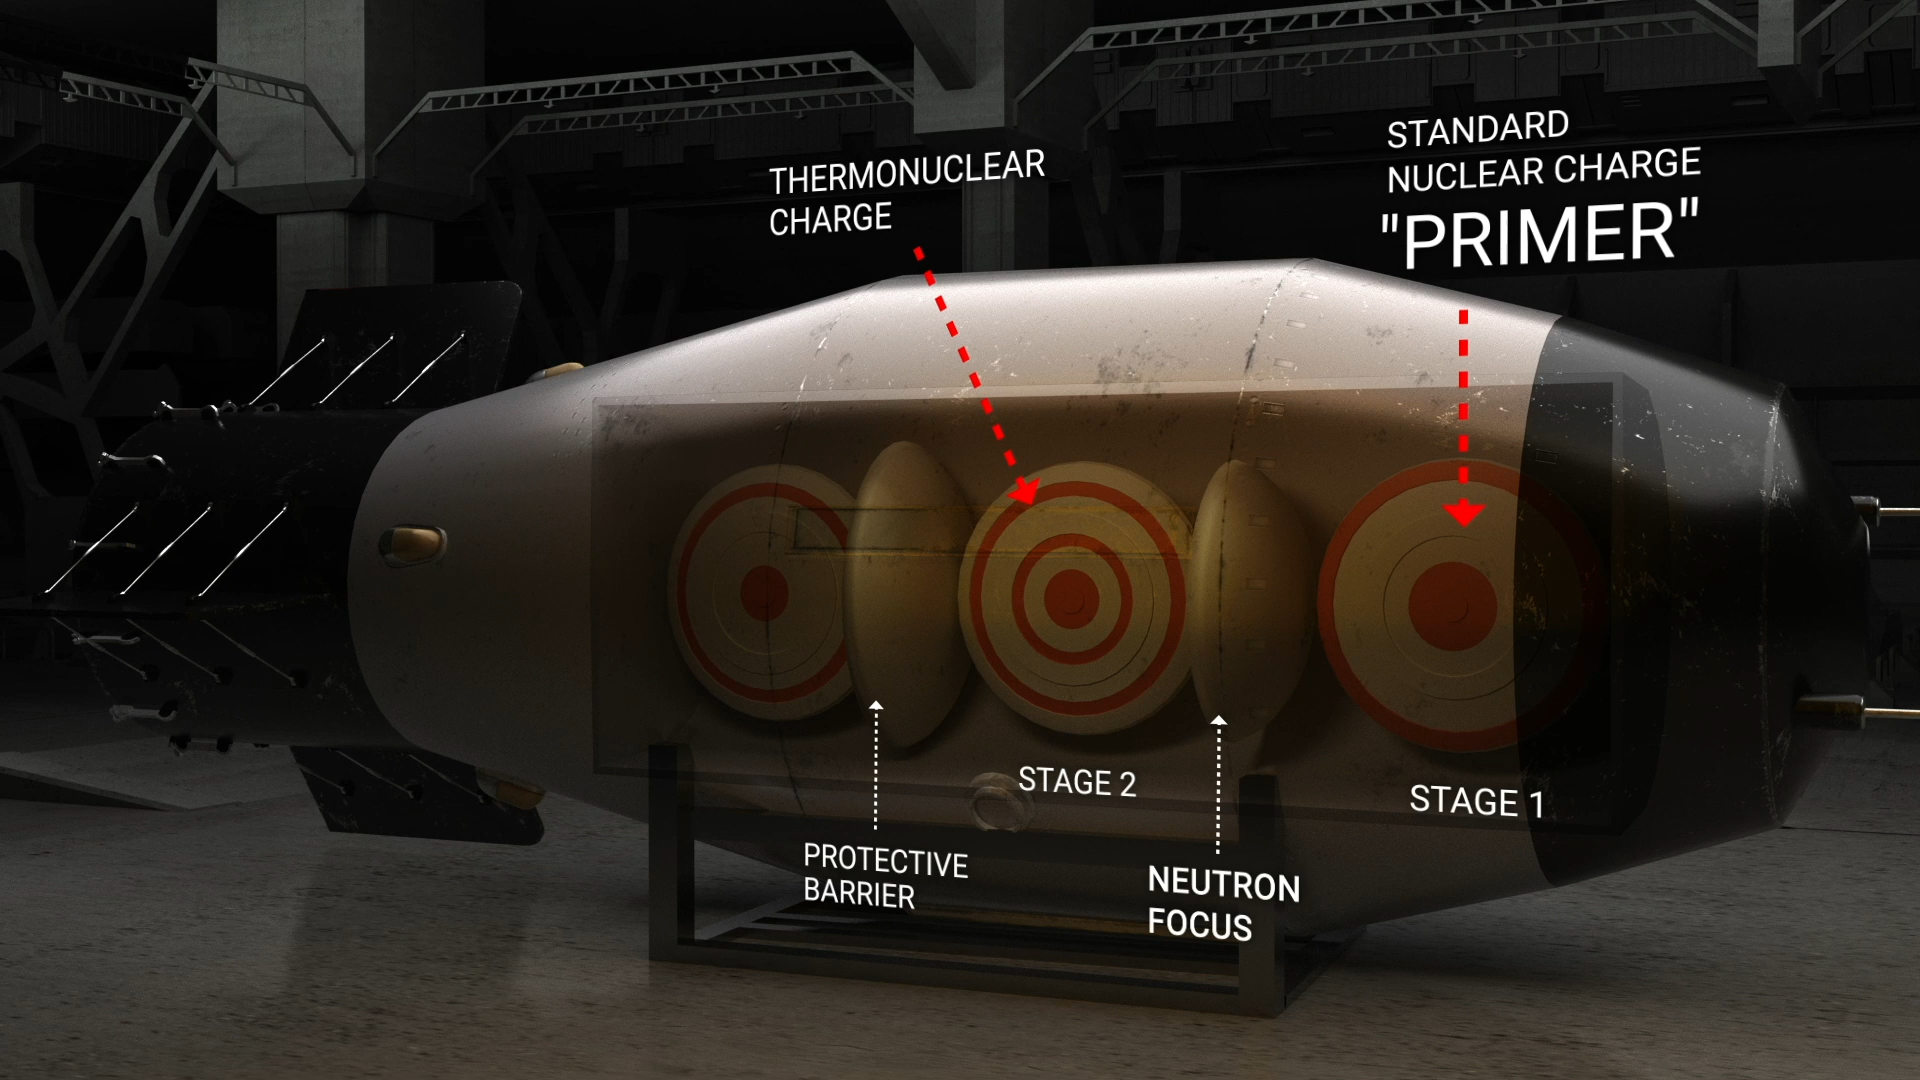 THERMONUCLEAR
CHARGE
STANDARD
NUCLEAR CHARGE
"PRIMER"
STAGE 2
STAGE 1
PROTECTIVE
BARRIER
NEUTRON
FOCUS